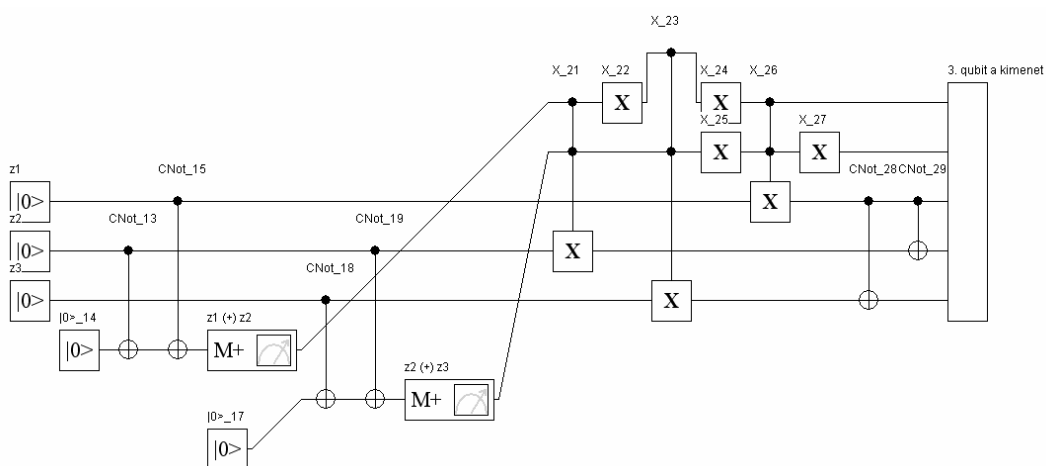 X_23
X_21 X_22 X_24 X_26 3. qubit a kimenet
X X
X_25 X_27
z1 CNot_15 X X CNot_28 CNot_29
|0> X
z2 CNot_13 CNot_19
|0> X
z3 CNot_18
|0> X
|0>_14 z1 (+) z2
|0> M+ z2 (+) z3
|0>_17 M+
|0>